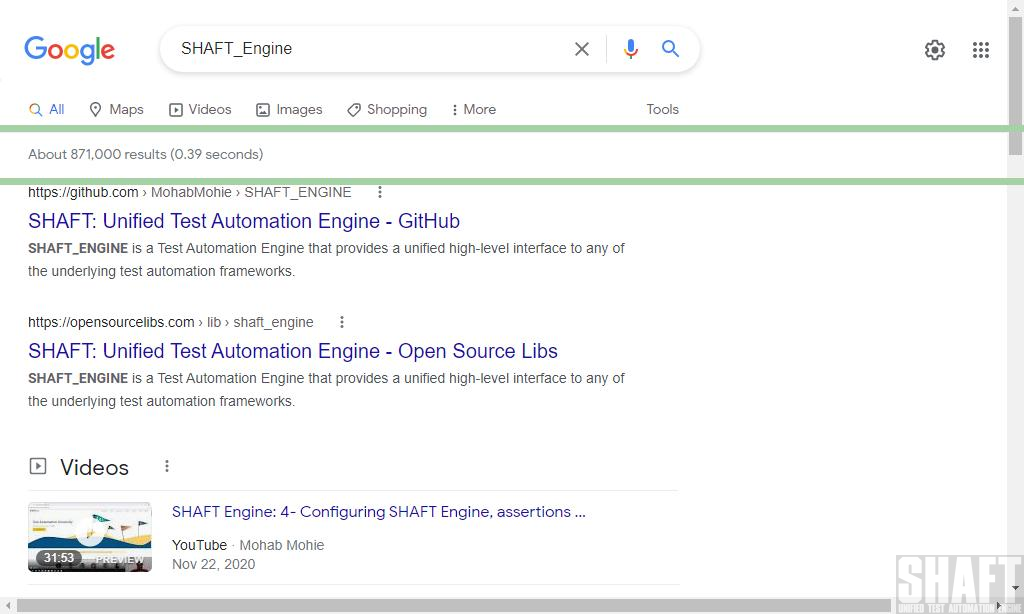 Google
SHAFT_Engine
All Maps Videos Images Shopping More Tools
About 871,000 results (0.39 seconds)
https://github.com › MohabMohie › SHAFT_ENGINE
SHAFT: Unified Test Automation Engine - GitHub
SHAFT_ENGINE is a Test Automation Engine that provides a unified high-level interface to any of
the underlying test automation frameworks.
https://opensourcelibs.com › lib › shaft_engine
SHAFT: Unified Test Automation Engine - Open Source Libs
SHAFT_ENGINE is a Test Automation Engine that provides a unified high-level interface to any of
the underlying test automation frameworks.
Videos
SHAFT Engine: 4- Configuring SHAFT Engine, assertions ...
31:53 PREVIEW
YouTube · Mohab Mohie
Nov 22, 2020
SHAFT
UNIFIED TEST AUTOMATION